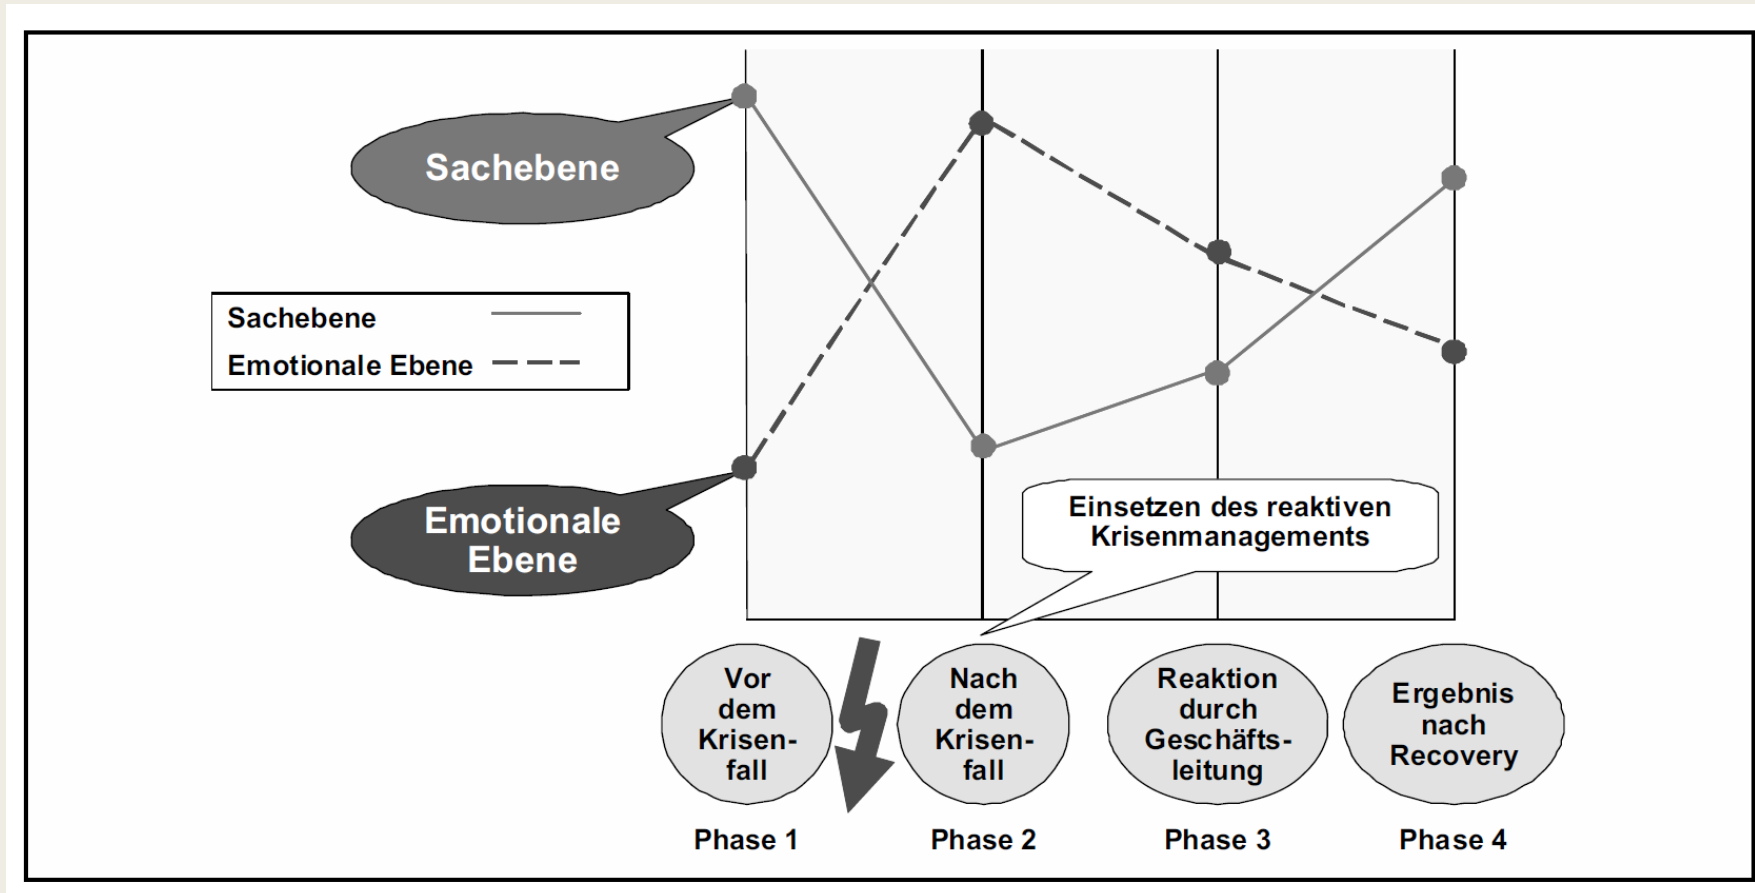 Sachebene
Sachebene
Emotionale Ebene
Emotionale
Ebene
Einsetzen des reaktiven
Krisenmanagements
Vor
dem
Krisen-
fall
Nach
dem
Krisen-
fall
Reaktion
durch
Geschäfts-
leitung
Ergebnis
nach
Recovery
Phase 1
Phase 2
Phase 3
Phase 4